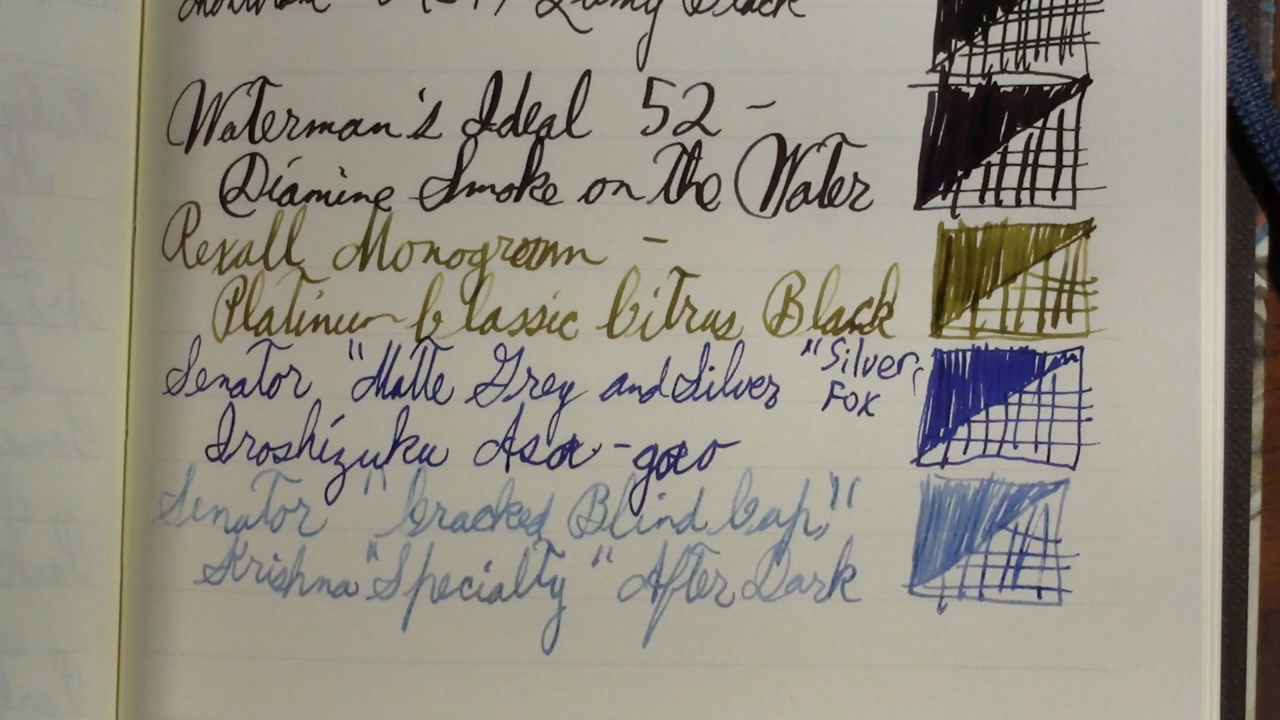 Black
Waterman's Ideal 52 -
Diamine Smoke on the Water
Rexall Monogram -
Platinum Classic Citrus Black
Senator "Matte Grey and Silver "Silver
Fox
Iroshizuku Asa-gao
Senator "Cracked Blind Cap,"
Krishna "Specialty" After Dark